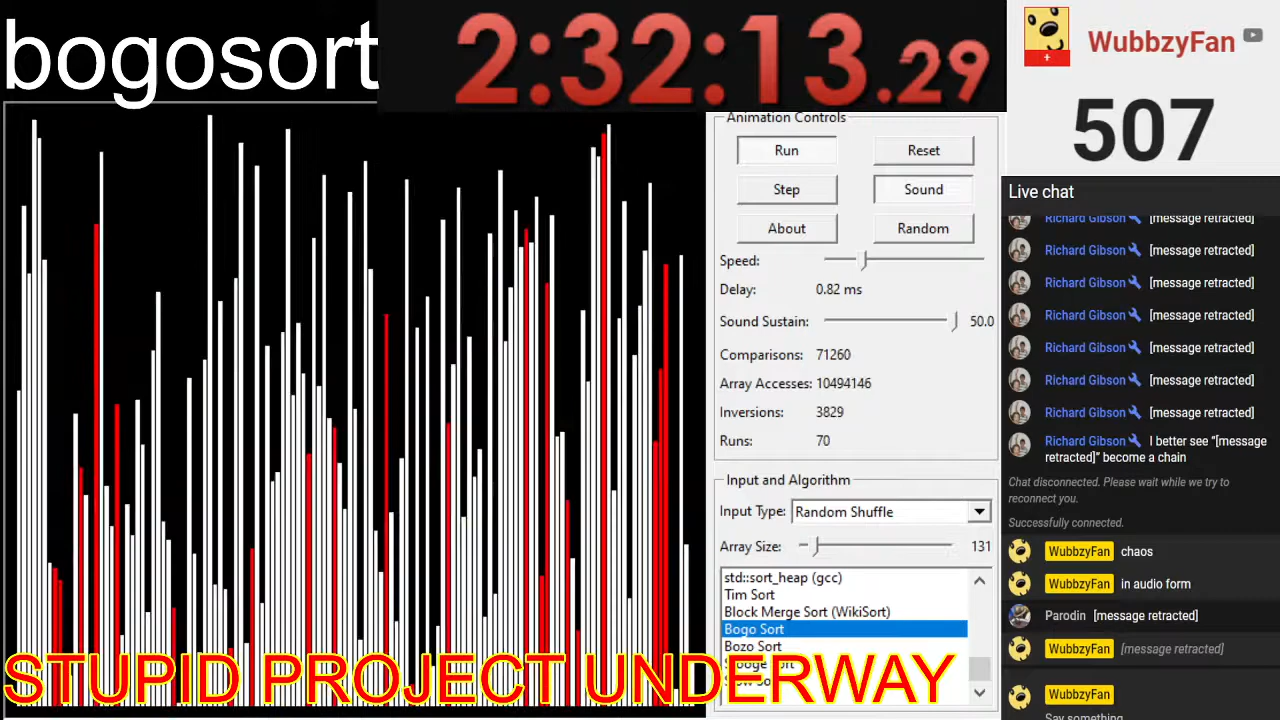 bogosort
2:32:13.29
WubbzyFan
507
Animation Controls
Run
Reset
Step
Sound
About
Random
Speed:
Delay: 0.82 ms
Sound Sustain: 50.0
Comparisons: 71260
Array Accesses: 10494146
Inversions: 3829
Runs: 70
Input and Algorithm
Input Type: Random Shuffle
Array Size: 131
std::sort_heap (gcc)
Tim Sort
Block Merge Sort (WikiSort)
Bogo Sort
Bozo Sort
Stooge Sort
STUPID PROJECT UNDERWAY
Live chat
Richard Gibson [message retracted]
Richard Gibson [message retracted]
Richard Gibson [message retracted]
Richard Gibson [message retracted]
Richard Gibson [message retracted]
Richard Gibson [message retracted]
Richard Gibson [message retracted]
Richard Gibson I better see "[message
retracted]" become a chain
Chat disconnected. Please wait while we try to
reconnect you.
Successfully connected.
WubbzyFan chaos
WubbzyFan in audio form
Parodin [message retracted]
WubbzyFan [message retracted]
WubbzyFan
Say something